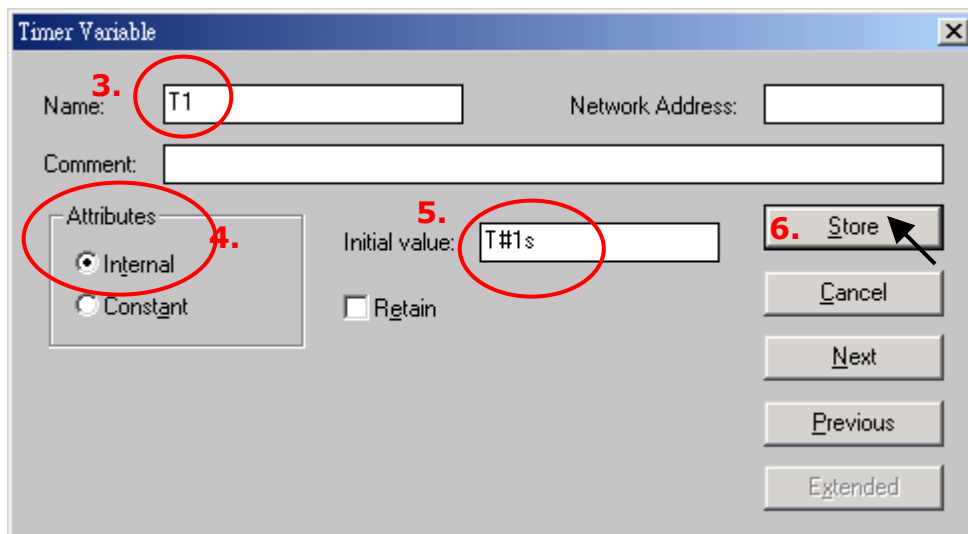 Timer Variable
3.
Name: T1 Network Address:
Comment:
Attributes
4.
Internal
Constant
5.
Initial value: T#1s
Retain
6. Store
Cancel
Next
Previous
Extended